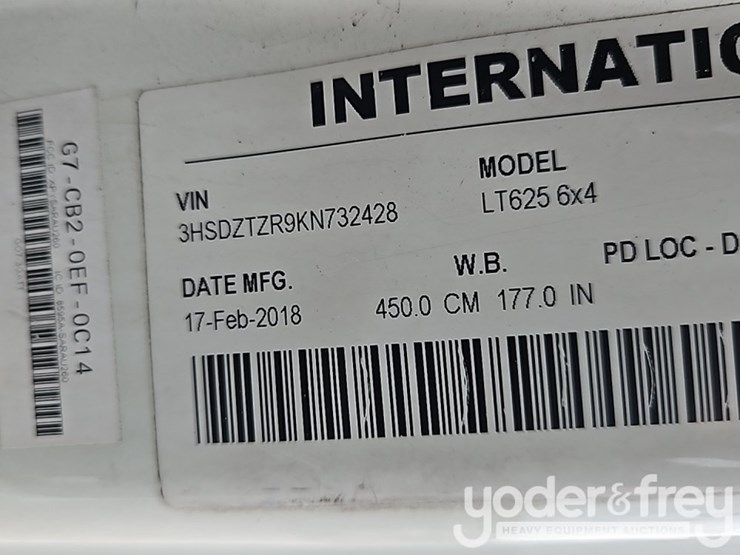 INTERNATIO
VIN
3HSDZTZR9KN732428
MODEL
LT625 6x4
DATE MFG.
17-Feb-2018
W.B.
450.0 CM 177.0 IN
PD LOC - D
G7-CB2-0EF-0C14
yoder&frey
HEAVY EQUIPMENT AUCTIONS